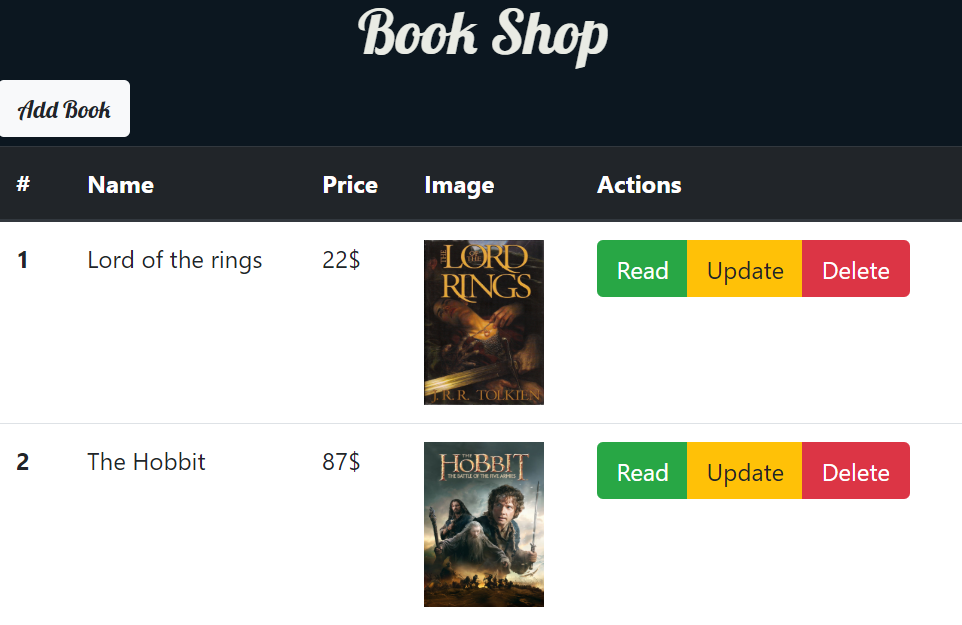 Book Shop
Add Book
# Name Price Image Actions
1 Lord of the rings 22$ Read Update Delete
THE LORD OF THE
RINGS
J.R.R. TOLKIEN
2 The Hobbit 87$ Read Update Delete
THE
HOBBIT
THE BATTLE OF THE FIVE ARMIES